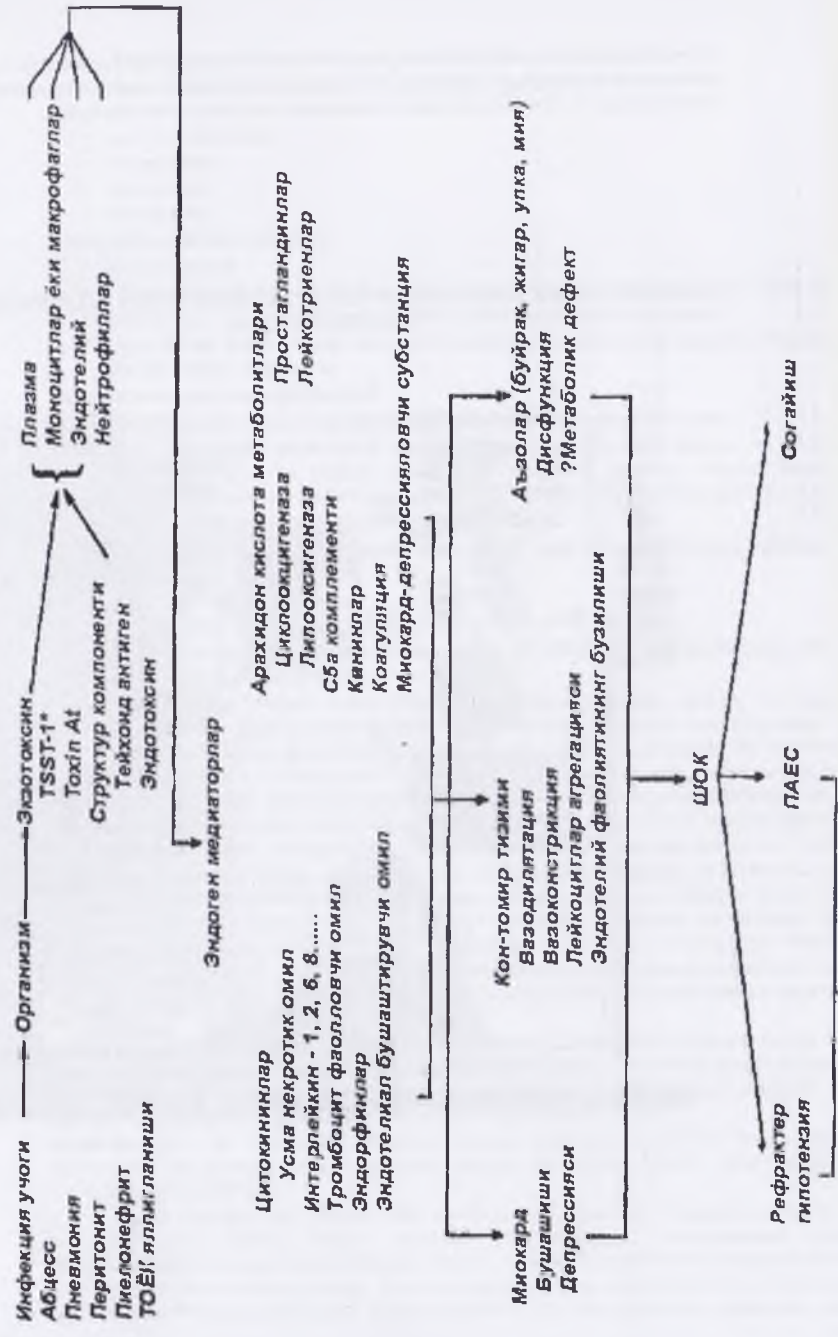 Инфекция учоги
Абцесс
Пневмония
Перитонит
Пиелонефрит
ТОЁҚ яллигланиши
Организм
Экзотоксин
TSST-1*
Toxin At
Структур компоненти
Тейхоид антиген
Эндотоксин
Плазма
Моноцитлар ёки макрофаглар
Эндотелий
Нейтрофиллар
Эндоген медиаторлар
Цитокининлар
Усма некротик омил
Интерлейкин - 1, 2, 6, 8......
Тромбоцит фаолловчи омил
Эндорфинлар
Эндотелиал бушаштирувчи омил
Арахидон кислота метаболитлари
Циклоокцигеназа Простагландинлар
Липооксигеназа Лейкотриенлар
С5а комплементи
Кининлар
Коагуляция
Миокард-депрессияловчи субстанция
Миокард
Бушашиши
Депрессияси
Кон-томир тизими
Вазодилятация
Вазоконстрикция
Лейкоцитлар агрегацияси
Эндотелий фаолиятининг бузилиши
Аъзолар (буйрак, жигар, упка, мия)
Дисфункция
?Метаболик дефект
ШОК
Рефрактер
гипотензия
ПАЕС
Согайиш